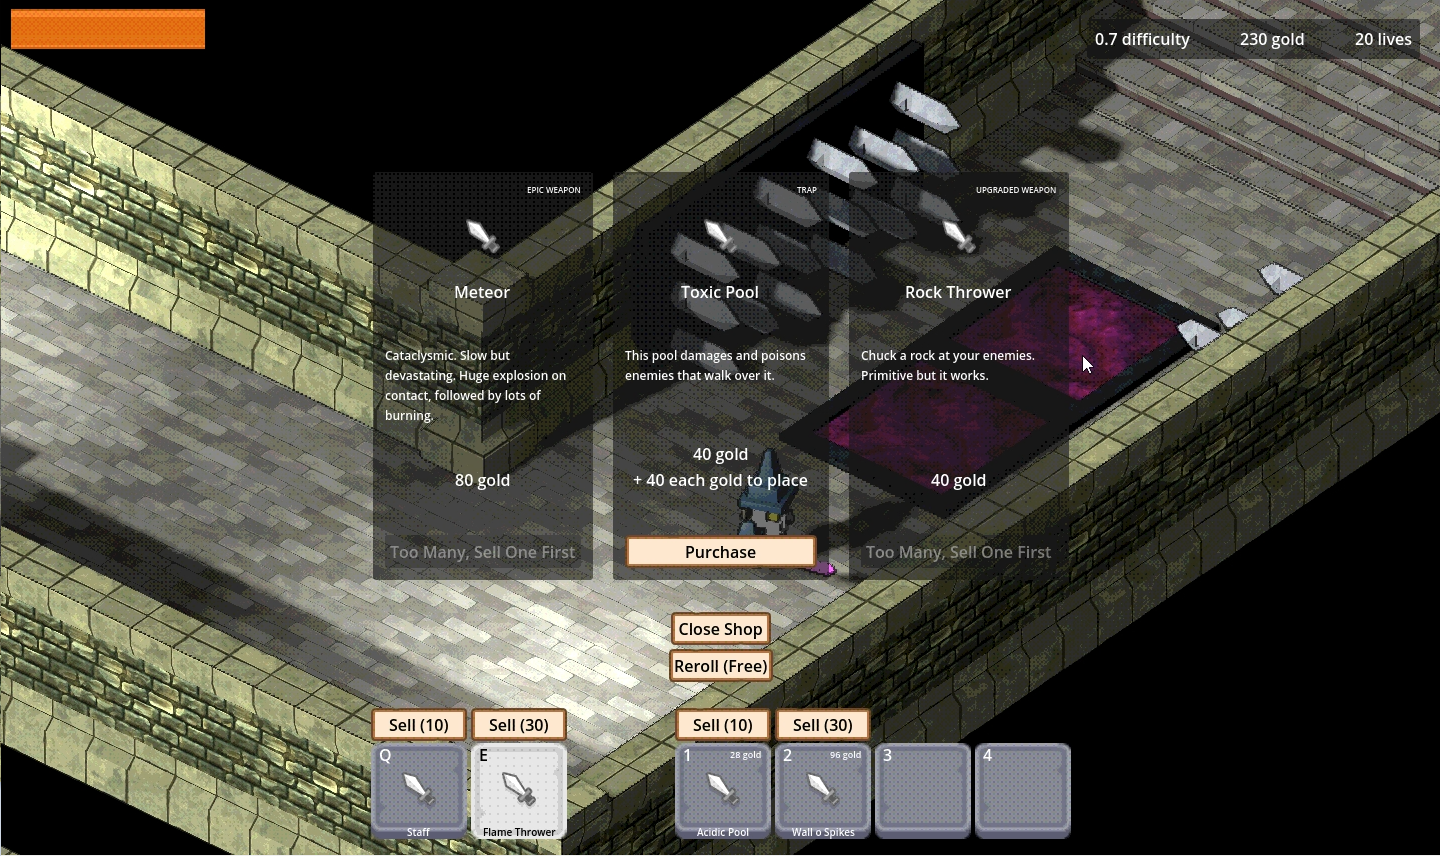 0.7 difficulty 230 gold 20 lives
EPIC WEAPON
Meteor
Cataclysmic. Slow but
devastating. Huge explosion on
contact, followed by lots of
burning.
80 gold
Too Many, Sell One First
TRAP
Toxic Pool
This pool damages and poisons
enemies that walk over it.
40 gold
+ 40 each gold to place
Purchase
UPGRADED WEAPON
Rock Thrower
Chuck a rock at your enemies.
Primitive but it works.
40 gold
Too Many, Sell One First
Close Shop
Reroll (Free)
Sell (10) Sell (30) Sell (10) Sell (30)
Q E 1 28 gold 2 96 gold 3 4
Staff Flame Thrower Acidic Pool Wall o Spikes